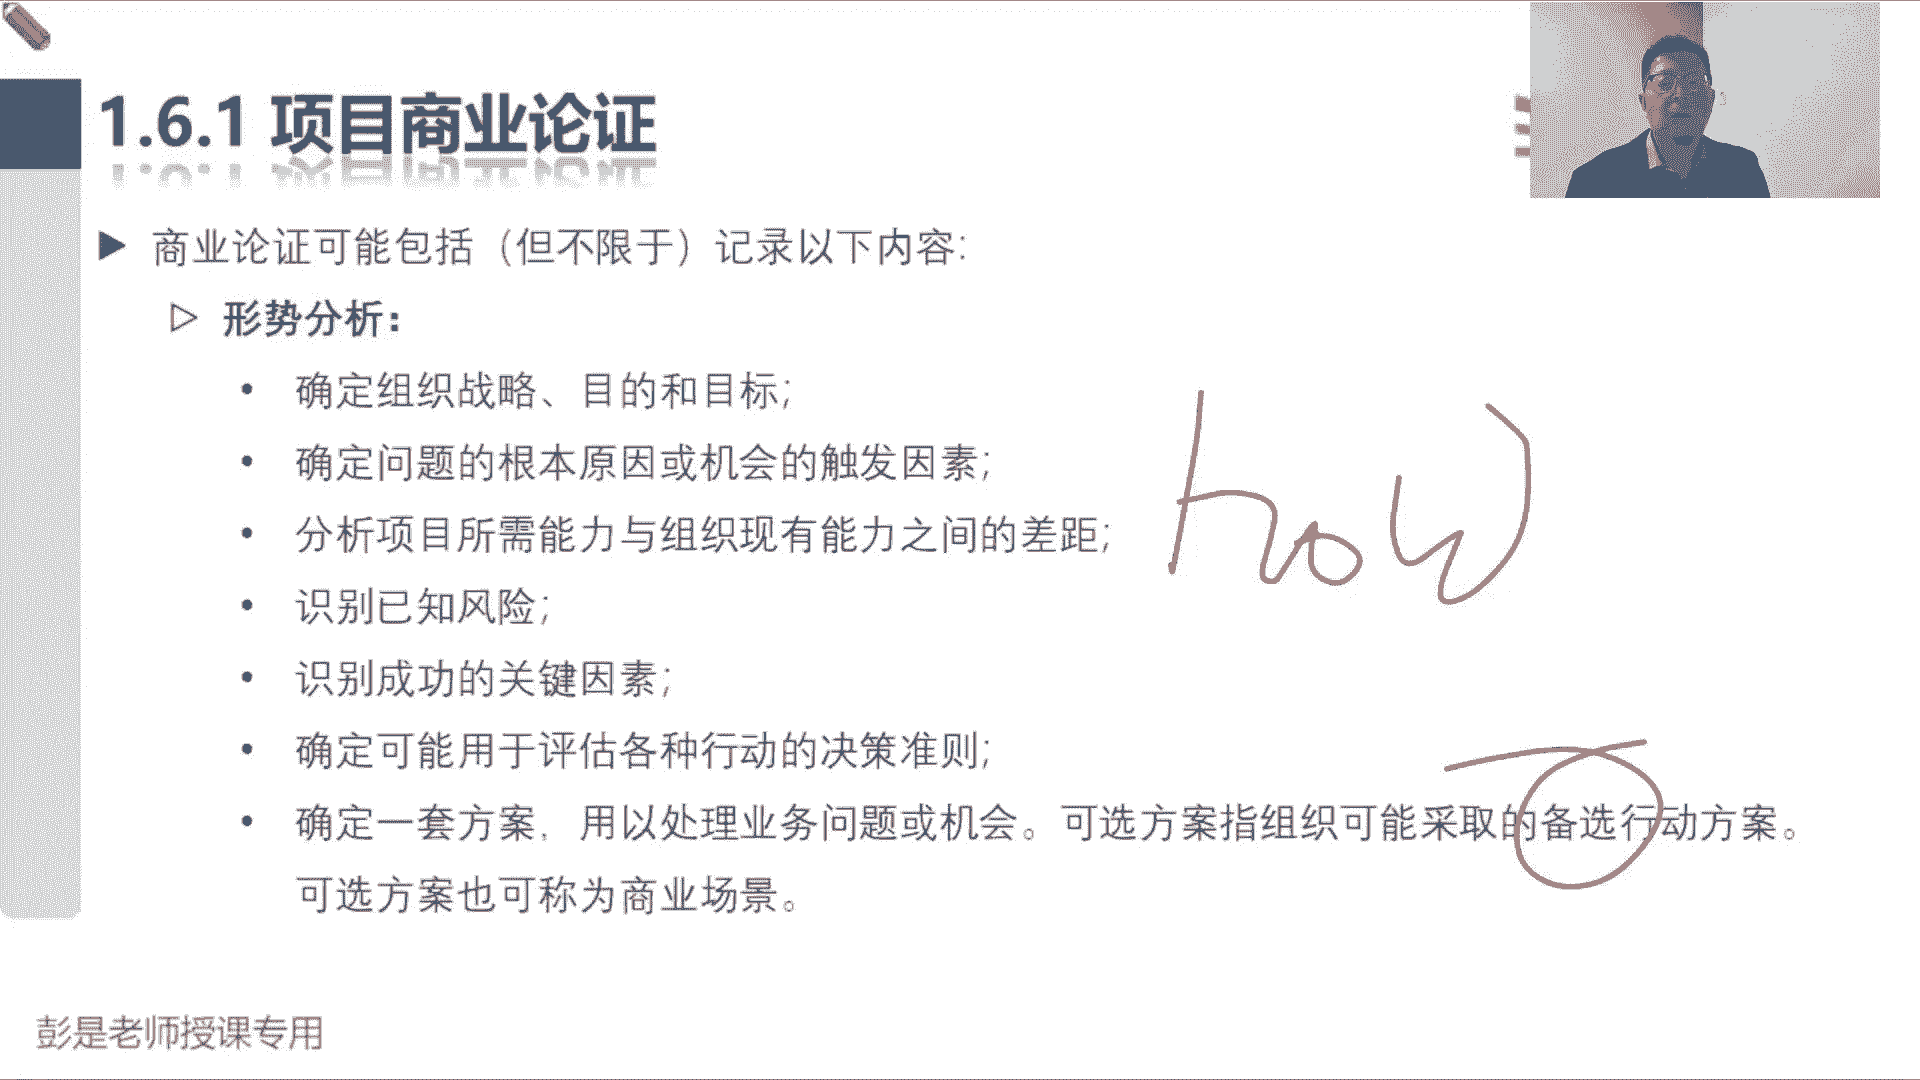 1.6.1 项目商业论证
商业论证可能包括（但不限于）记录以下内容：
形势分析：
确定组织战略、目的和目标；
确定问题的根本原因或机会的触发因素；
分析项目所需能力与组织现有能力之间的差距；
how
识别已知风险；
识别成功的关键因素；
确定可能用于评估各种行动的决策准则；
确定一套方案，用以处理业务问题或机会。可选方案指组织可能采取的备选行动方案。
可选方案也可称为商业场景。
彭是老师授课专用